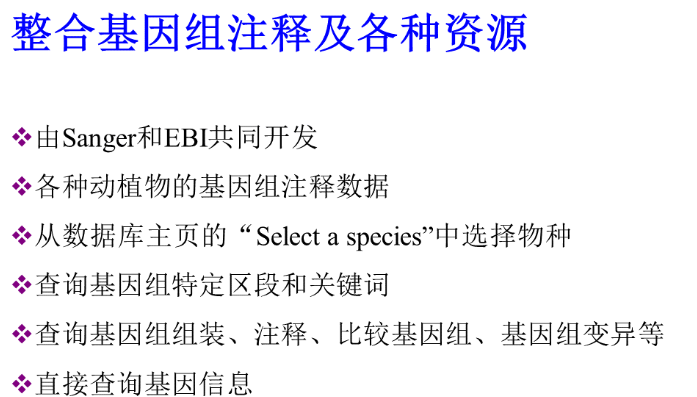 整合基因组注释及各种资源
由Sanger和EBI共同开发
各种动植物的基因组注释数据
从数据库主页的“Select a species”中选择物种
查询基因组特定区段和关键词
查询基因组组装、注释、比较基因组、基因组变异等
直接查询基因信息